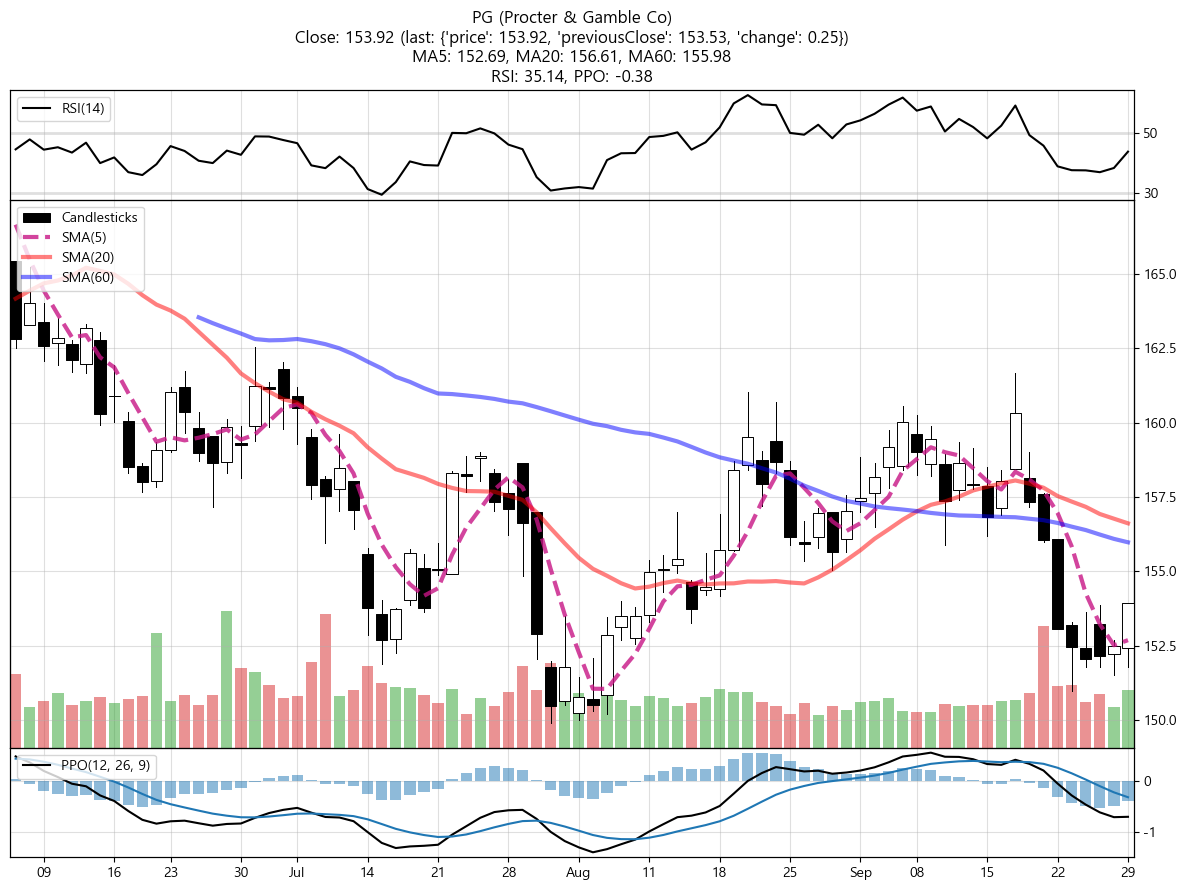 PG (Procter & Gamble Co)
Close: 153.92 (last: {'price': 153.92, 'previousClose': 153.53, 'change': 0.25})
MA5: 152.69, MA20: 156.61, MA60: 155.98
RSI: 35.14, PPO: -0.38
RSI(14)
50
30
Candlesticks
SMA(5)
SMA(20)
SMA(60)
165.0
162.5
160.0
157.5
155.0
152.5
150.0
PPO(12, 26, 9)
0
-1
09 16 23 30 Jul 14 21 28 Aug 11 18 25 Sep 08 15 22 29